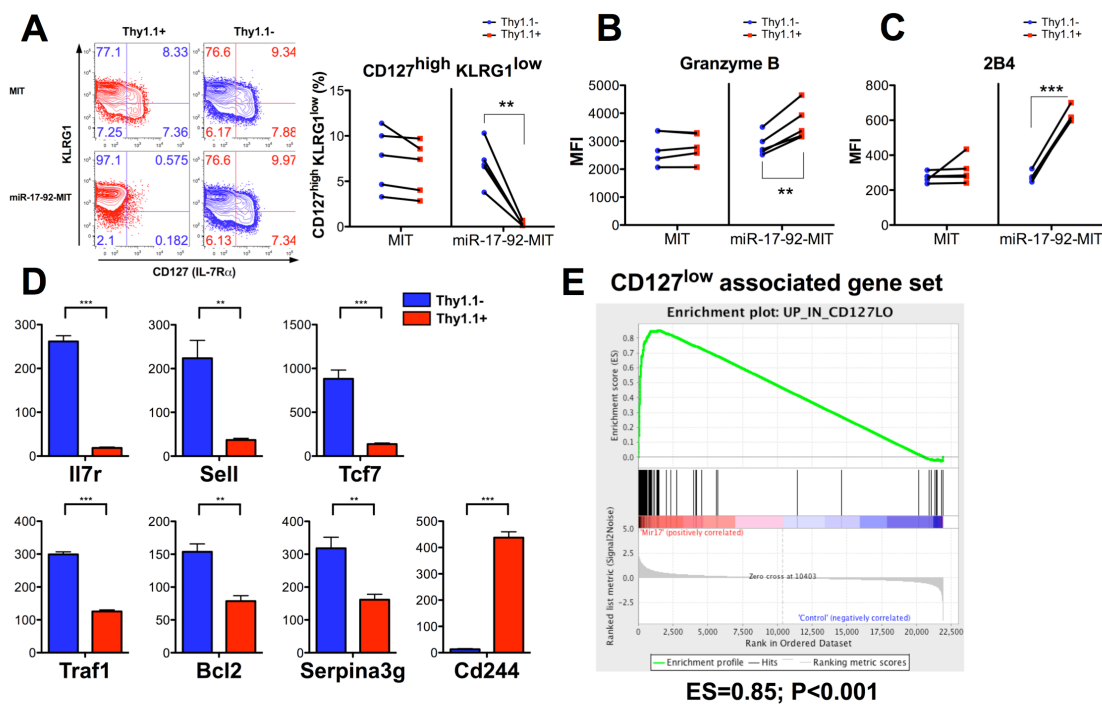 A
Thy1.1+
Thy1.1-
MIT
miR-17-92-MIT
KLRG1
77.1
8.33
7.25
7.36
76.6
9.34
6.17
7.88
97.1
0.575
2.1
0.182
76.6
9.97
6.13
7.34
CD127 (IL-7Rα)
Thy1.1-
Thy1.1+
CD127high KLRG1low
CD127high KLRG1low (%)
15
10
5
0
**
MIT
miR-17-92-MIT
B
Thy1.1-
Thy1.1+
Granzyme B
MFI
5000
4000
3000
2000
1000
0
**
MIT
miR-17-92-MIT
C
Thy1.1-
Thy1.1+
2B4
MFI
800
600
400
200
0
***
MIT
miR-17-92-MIT
D
Thy1.1-
Thy1.1+
***
300
200
100
0
Il7r
**
300
200
100
0
Sell
***
1500
1000
500
0
Tcf7
***
400
300
200
100
0
Traf1
**
200
150
100
50
0
Bcl2
**
400
300
200
100
0
Serpina3g
***
500
400
300
200
100
0
Cd244
E
CD127low associated gene set
Enrichment plot: UP_IN_CD127LO
Enrichment score (ES)
0.8
0.7
0.6
0.5
0.4
0.3
0.2
0.1
0.0
'Mir17' (positively correlated)
Ranked list metric (Signal2Noise)
5.0
2.5
0.0
-2.5
Zero cross at 10403
'Control' (negatively correlated)
0
2,500
5,000
7,500
10,000
12,500
15,000
17,500
20,000
22,500
Rank in Ordered Dataset
Enrichment profile
Hits
Ranking metric scores
ES=0.85; P<0.001